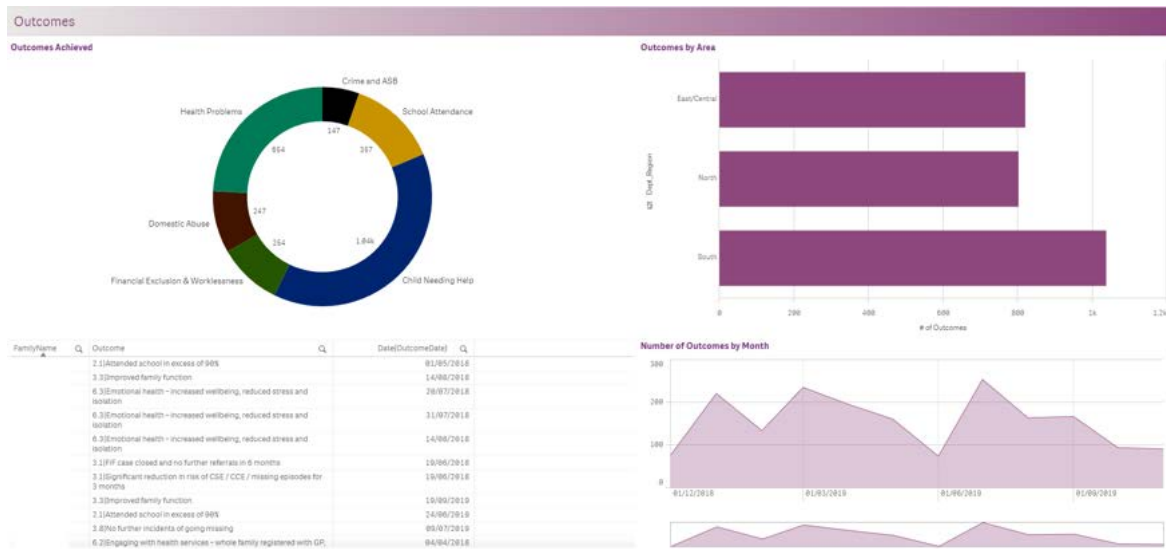 Outcomes
Outcomes Achieved
Crime and ASB
Health Problems
School Attendance
147
654
357
247
Domestic Abuse
254
1.04k
Financial Exclusion & Worklessness
Child Needing Help
Outcomes by Area
East/Central
North
South
Dept_Region
0
200
400
600
800
1k
1.2k
# of Outcomes
FamilyName
Outcome
Date(OutcomeDate)
2.1|Attended school in excess of 90% 01/05/2018
3.3|Improved family function 14/08/2018
6.3|Emotional health – increased wellbeing, reduced stress and
isolation 20/07/2018
6.3|Emotional health – increased wellbeing, reduced stress and
isolation 31/07/2018
6.3|Emotional health – increased wellbeing, reduced stress and
isolation 14/08/2018
3.1|FIF case closed and no further referrals in 6 months 19/06/2018
3.1|Significant reduction in risk of CSE / CCE / missing episodes for
3 months 19/06/2018
3.3|Improved family function 19/09/2019
2.1|Attended school in excess of 90% 24/06/2019
3.8|No further incidents of going missing 09/07/2019
6.2|Engaging with health services – whole family registered with GP, 04/04/2018
Number of Outcomes by Month
300
200
100
0
01/12/2018
01/03/2019
01/06/2019
01/09/2019